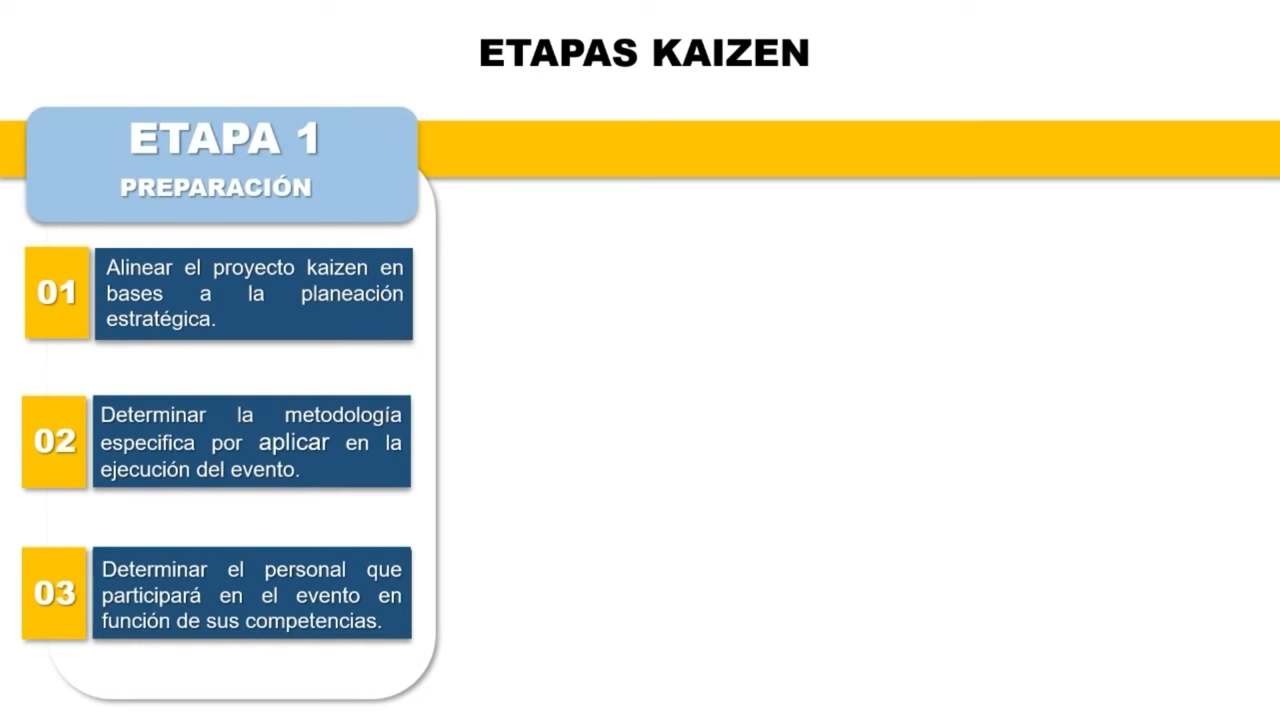 ETAPAS KAIZEN
ETAPA 1
PREPARACIÓN
01
Alinear el proyecto kaizen en
bases a la planeación
estratégica.
02
Determinar la metodología
especifica por aplicar en la
ejecución del evento.
03
Determinar el personal que
participará en el evento en
función de sus competencias.